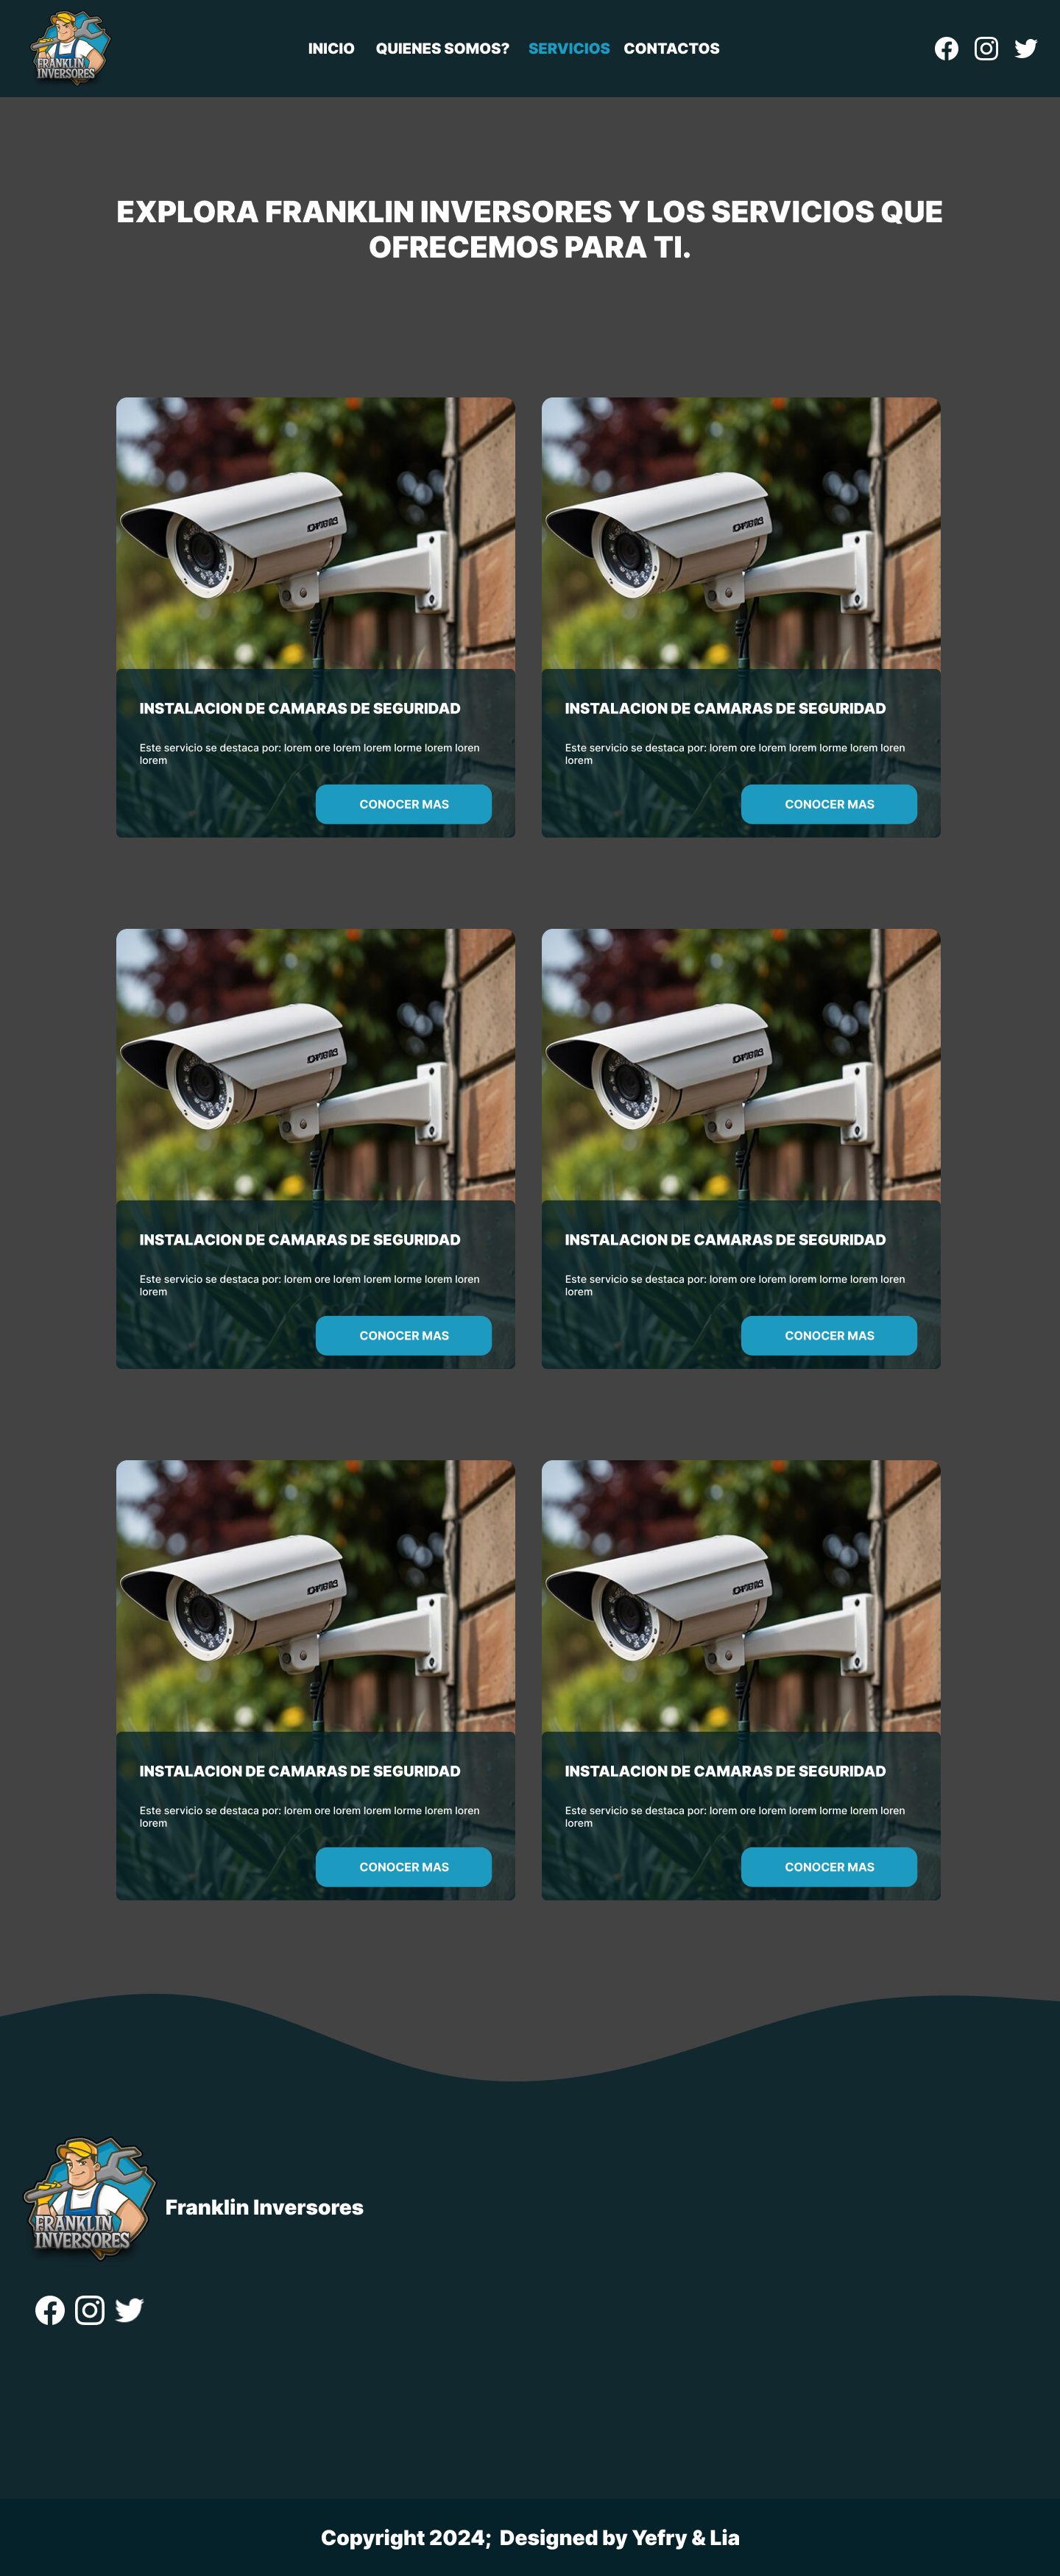 FRANKLIN
INVERSORES
INICIO QUIENES SOMOS? SERVICIOS CONTACTOS
EXPLORA FRANKLIN INVERSORES Y LOS SERVICIOS QUE
OFRECEMOS PARA TI.
INSTALACION DE CAMARAS DE SEGURIDAD
Este servicio se destaca por: lorem ore lorem lorem lorme lorem loren
lorem
CONOCER MAS
INSTALACION DE CAMARAS DE SEGURIDAD
Este servicio se destaca por: lorem ore lorem lorem lorme lorem loren
lorem
CONOCER MAS
INSTALACION DE CAMARAS DE SEGURIDAD
Este servicio se destaca por: lorem ore lorem lorem lorme lorem loren
lorem
CONOCER MAS
INSTALACION DE CAMARAS DE SEGURIDAD
Este servicio se destaca por: lorem ore lorem lorem lorme lorem loren
lorem
CONOCER MAS
INSTALACION DE CAMARAS DE SEGURIDAD
Este servicio se destaca por: lorem ore lorem lorem lorme lorem loren
lorem
CONOCER MAS
INSTALACION DE CAMARAS DE SEGURIDAD
Este servicio se destaca por: lorem ore lorem lorem lorme lorem loren
lorem
CONOCER MAS
FRANKLIN
INVERSORES
Franklin Inversores
Copyright 2024; Designed by Yefry & Lia